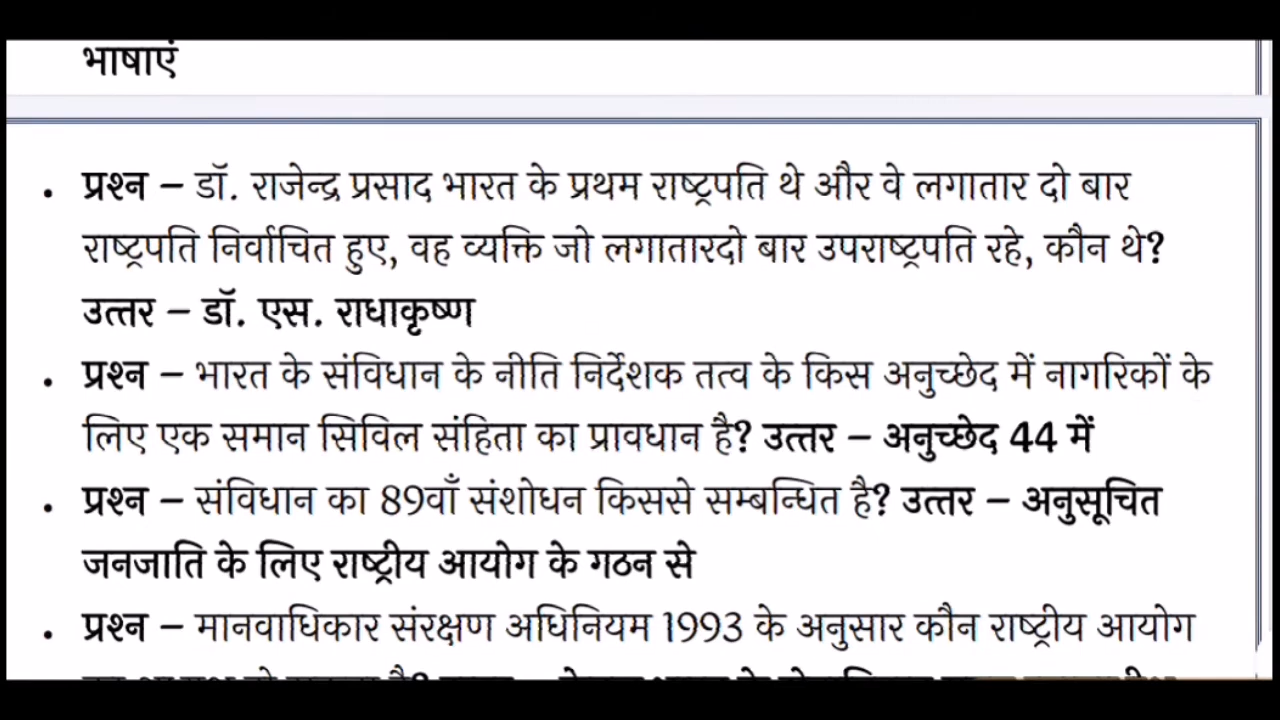 भाषाएं
• प्रश्न – डॉ. राजेन्द्र प्रसाद भारत के प्रथम राष्ट्रपति थे और वे लगातार दो बार
राष्ट्रपति निर्वाचित हुए, वह व्यक्ति जो लगातारदो बार उपराष्ट्रपति रहे, कौन थे?
उत्तर – डॉ. एस. राधाकृष्ण
• प्रश्न – भारत के संविधान के नीति निर्देशक तत्व के किस अनुच्छेद में नागरिकों के
लिए एक समान सिविल संहिता का प्रावधान है? उत्तर – अनुच्छेद 44 में
• प्रश्न – संविधान का 89वाँ संशोधन किससे सम्बन्धित है? उत्तर – अनुसूचित
जनजाति के लिए राष्ट्रीय आयोग के गठन से
• प्रश्न – मानवाधिकार संरक्षण अधिनियम 1993 के अनुसार कौन राष्ट्रीय आयोग